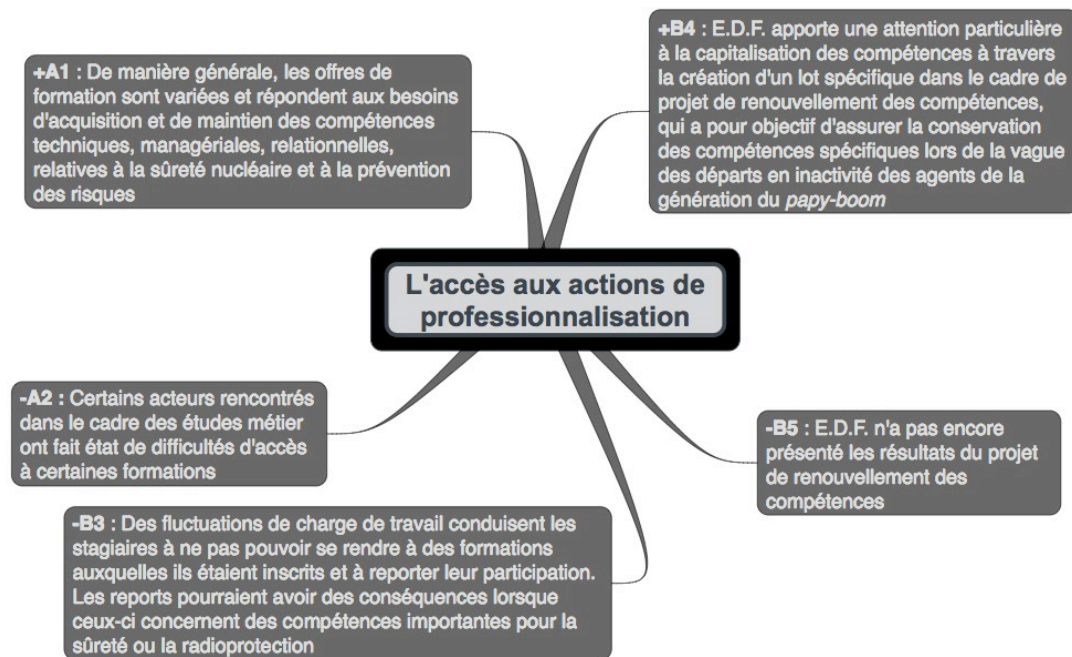 +A1 : De manière générale, les offres de
formation sont variées et répondent aux besoins
d'acquisition et de maintien des compétences
techniques, managériales, relationnelles,
relatives à la sûreté nucléaire et à la prévention
des risques
+B4 : E.D.F. apporte une attention particulière
à la capitalisation des compétences à travers
la création d'un lot spécifique dans le cadre de
projet de renouvellement des compétences,
qui a pour objectif d'assurer la conservation
des compétences spécifiques lors de la vague
des départs en inactivité des agents de la
génération du papy-boom
L'accès aux actions de
professionnalisation
-A2 : Certains acteurs rencontrés
dans le cadre des études métier
ont fait état de difficultés d'accès
à certaines formations
-B5 : E.D.F. n'a pas encore
présenté les résultats du projet
de renouvellement des
compétences
-B3 : Des fluctuations de charge de travail conduisent les
stagiaires à ne pas pouvoir se rendre à des formations
auxquelles ils étaient inscrits et à reporter leur participation.
Les reports pourraient avoir des conséquences lorsque
ceux-ci concernent des compétences importantes pour la
sûreté ou la radioprotection